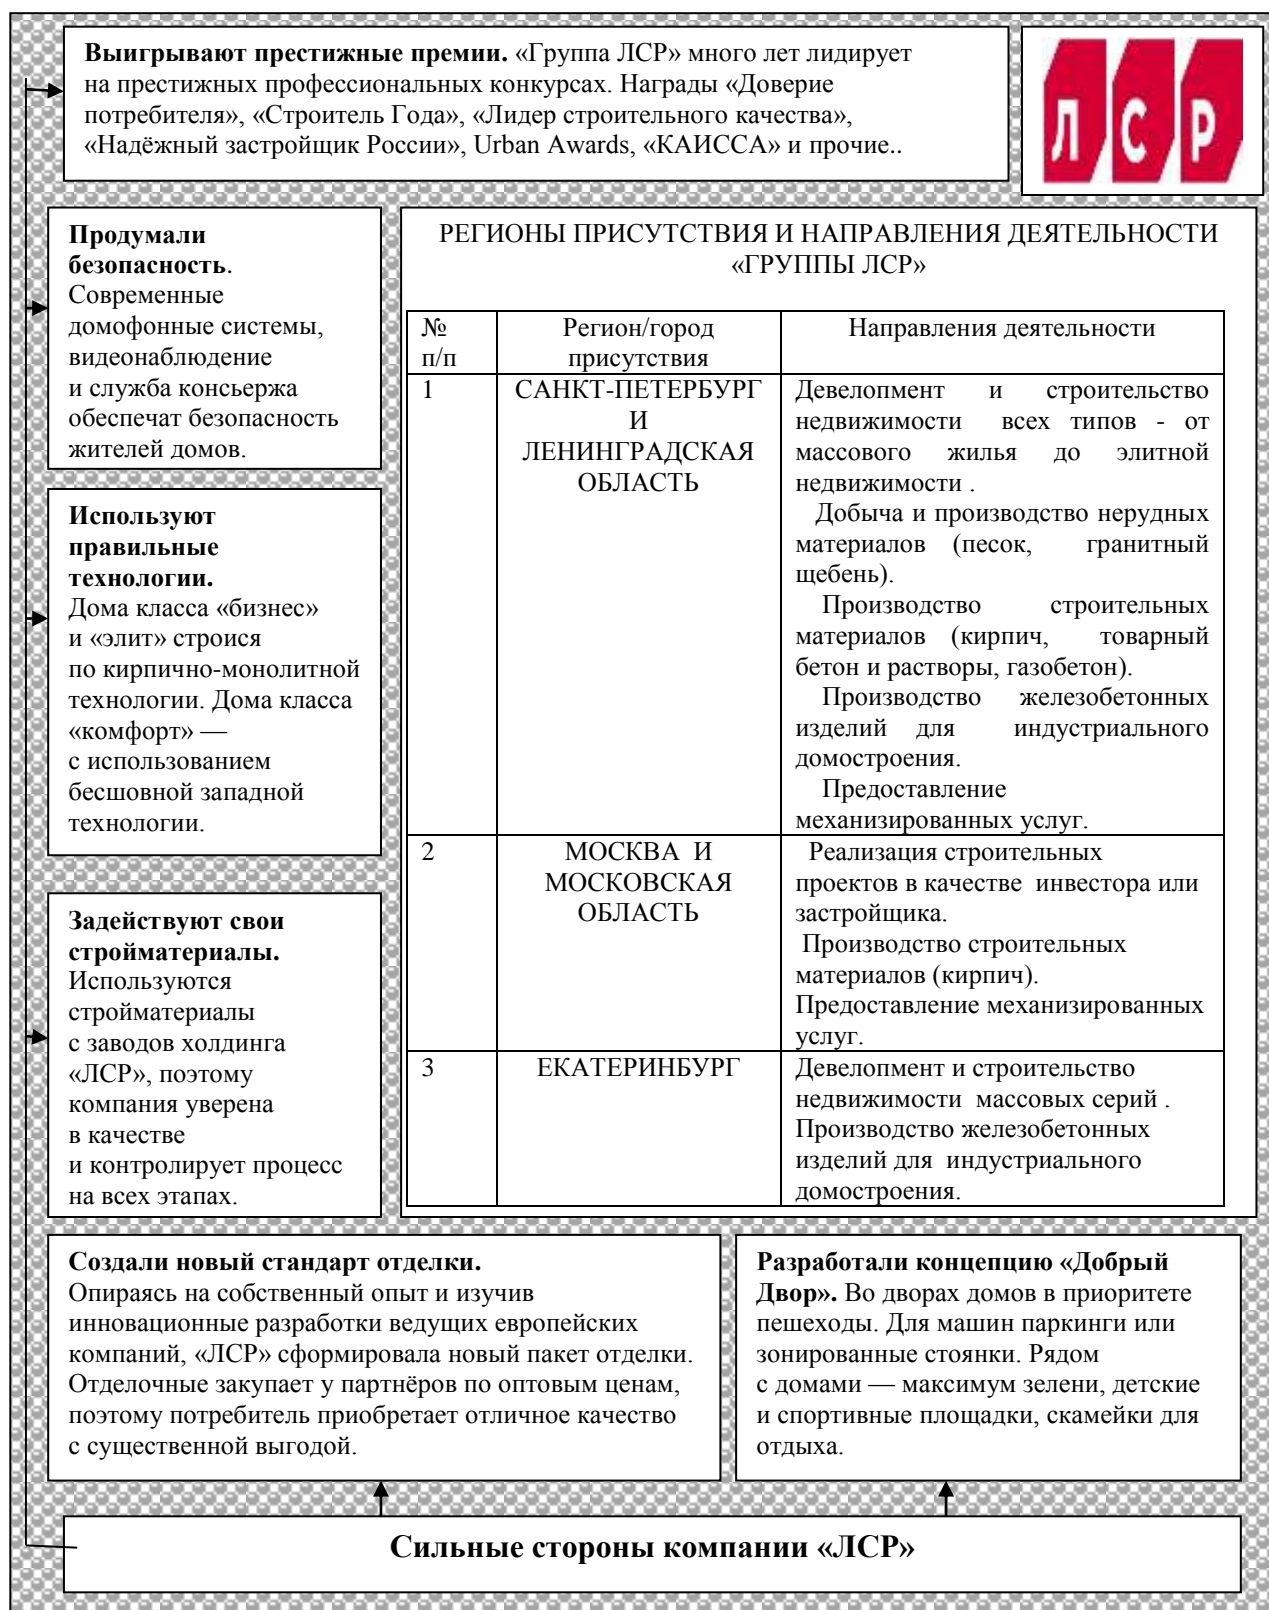 Выигрывают престижные премии. «Группа ЛСР» много лет лидирует
на престижных профессиональных конкурсах. Награды «Доверие
потребителя», «Строитель Года», «Лидер строительного качества»,
«Надёжный застройщик России», Urban Awards, «КАИССА» и прочие..
ЛСР
Продумали
безопасность.
Современные
домофонные системы,
видеонаблюдение
и служба консьержа
обеспечат безопасность
жителей домов.
Используют
правильные
технологии.
Дома класса «бизнес»
и «элит» строися
по кирпично-монолитной
технологии. Дома класса
«комфорт» —
с использованием
бесшовной западной
технологии.
Задействуют свои
стройматериалы.
Используются
стройматериалы
с заводов холдинга
«ЛСР», поэтому
компания уверена
в качестве
и контролирует процесс
на всех этапах.
РЕГИОНЫ ПРИСУТСТВИЯ И НАПРАВЛЕНИЯ ДЕЯТЕЛЬНОСТИ
«ГРУППЫ ЛСР»
№
п/п
Регион/город
присутствия
Направления деятельности
1
САНКТ-ПЕТЕРБУРГ
И
ЛЕНИНГРАДСКАЯ
ОБЛАСТЬ
Девелопмент и строительство
недвижимости всех типов - от
массового жилья до элитной
недвижимости .
Добыча и производство нерудных
материалов (песок, гранитный
щебень).
Производство строительных
материалов (кирпич, товарный
бетон и растворы, газобетон).
Производство железобетонных
изделий для индустриального
домостроения.
Предоставление
механизированных услуг.
2
МОСКВА И
МОСКОВСКАЯ
ОБЛАСТЬ
Реализация строительных
проектов в качестве инвестора или
застройщика.
Производство строительных
материалов (кирпич).
Предоставление механизированных
услуг.
3
ЕКАТЕРИНБУРГ
Девелопмент и строительство
недвижимости массовых серий .
Производство железобетонных
изделий для индустриального
домостроения.
Создали новый стандарт отделки.
Опираясь на собственный опыт и изучив
инновационные разработки ведущих европейских
компаний, «ЛСР» сформировала новый пакет отделки.
Отделочные закупает у партнёров по оптовым ценам,
поэтому потребитель приобретает отличное качество
с существенной выгодой.
Разработали концепцию «Добрый
Двор». Во дворах домов в приоритете
пешеходы. Для машин паркинги или
зонированные стоянки. Рядом
с домами — максимум зелени, детские
и спортивные площадки, скамейки для
отдыха.
Сильные стороны компании «ЛСР»